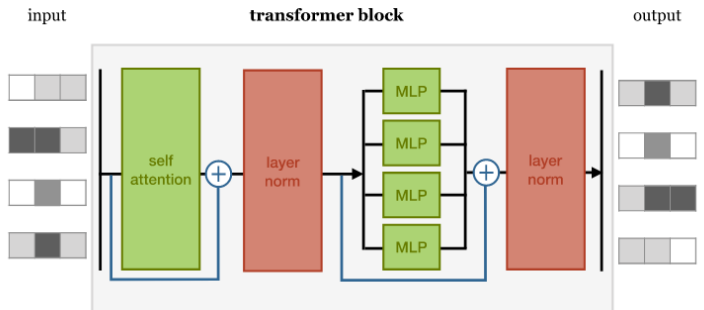 input
transformer block
output
self
attention
layer
norm
MLP
MLP
MLP
MLP
layer
norm